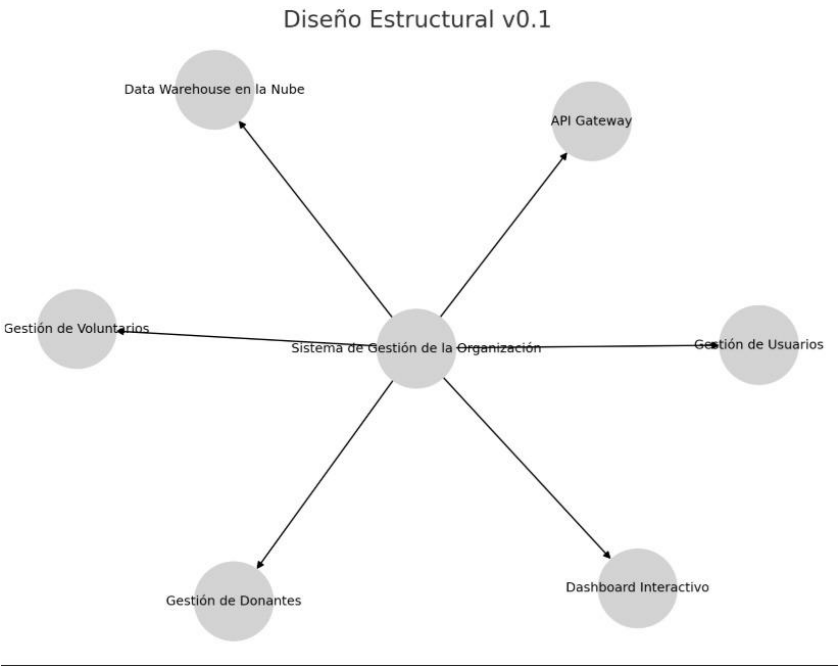 Diseño Estructural v0.1
Data Warehouse en la Nube
API Gateway
Gestión de Voluntarios
Sistema de Gestión de la Organización
Gestión de Usuarios
Gestión de Donantes
Dashboard Interactivo